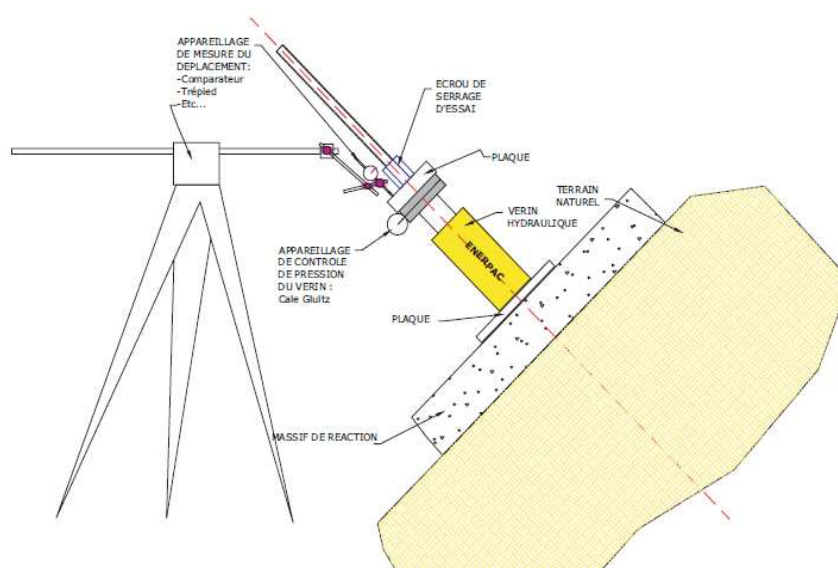 APPAREILLAGE
DE MESURE DU
DEPLACEMENT:
-Comparateur
-Trépied
-Etc...
ECROU DE
SERRAGE
D'ESSAI
PLAQUE
TERRAIN
NATUREL
VERIN
HYDRAULIQUE
ENERPAC
APPAREILLAGE
DE CONTROLE
DE PRESSION
DU VERIN :
Cale Glultz
PLAQUE
MASSIF DE REACTION